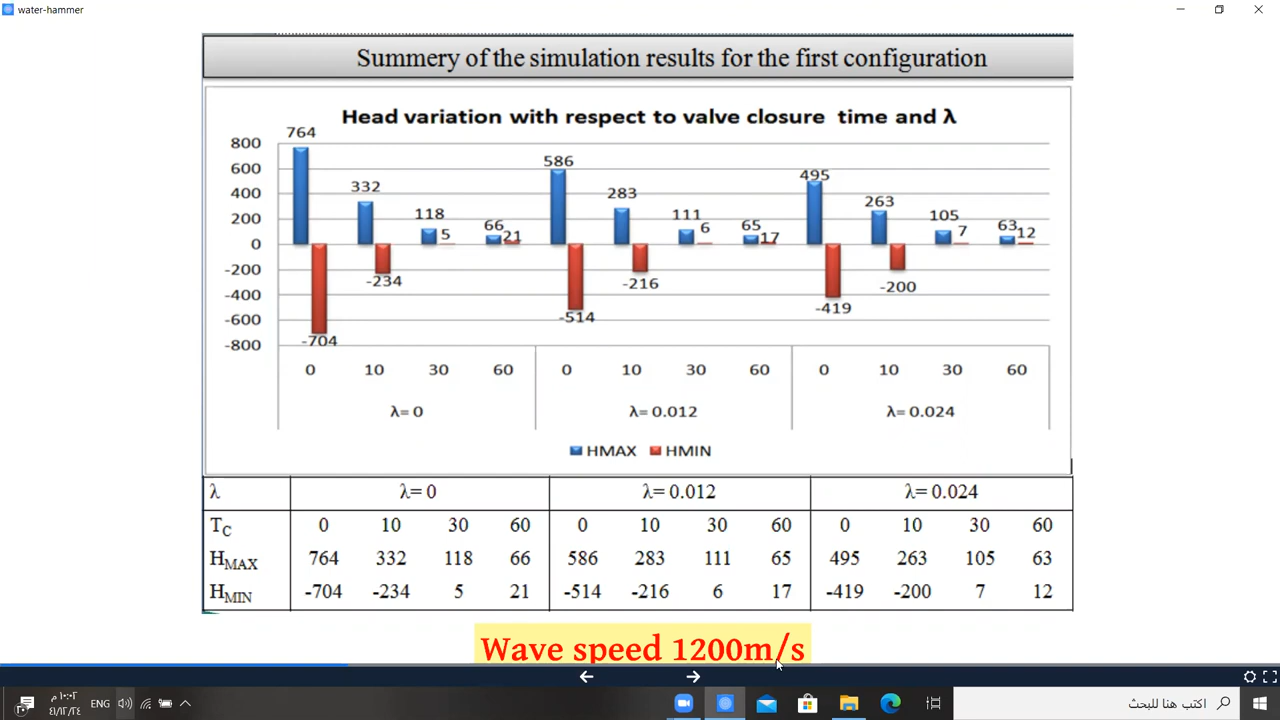 water-hammer
Summery of the simulation results for the first configuration
Head variation with respect to valve closure time and λ
800
600
400
200
0
-200
-400
-600
-800
764 332 118 5 66 21 586 283 111 6 65 17 495 263 105 7 63 12
-704 -234 -514 -216 -419 -200
0 10 30 60 0 10 30 60 0 10 30 60
λ= 0 λ= 0.012 λ= 0.024
HMAX HMIN
λ λ= 0 λ= 0.012 λ= 0.024
TC 0 10 30 60 0 10 30 60 0 10 30 60
HMAX 764 332 118 66 586 283 111 65 495 263 105 63
HMIN -704 -234 5 21 -514 -216 6 17 -419 -200 7 12
Wave speed 1200m/s
ENG
اكتب هنا للبحث